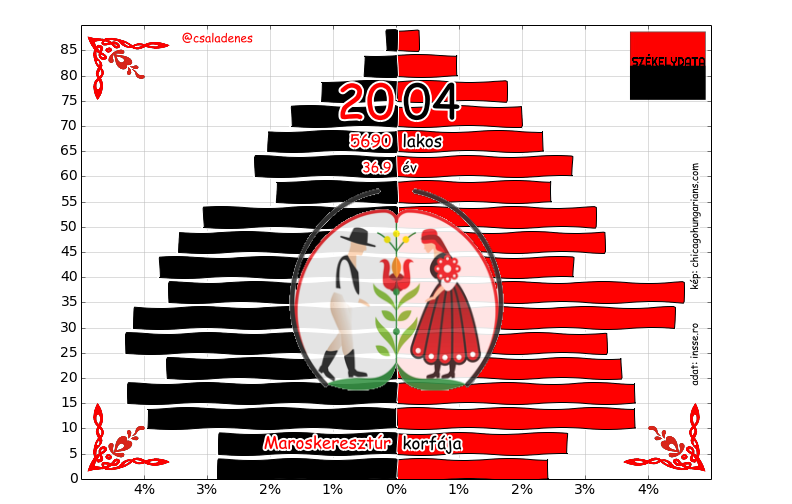 @csaladenes
SZÉKELYDATA
2004
5690 lakos
36.9 év
kép: chicagohungarians.com
adat: insse.ro
Maroskeresztúr korfája
85
80
75
70
65
60
55
50
45
40
35
30
25
20
15
10
5
0
4% 3% 2% 1% 0% 1% 2% 3% 4%